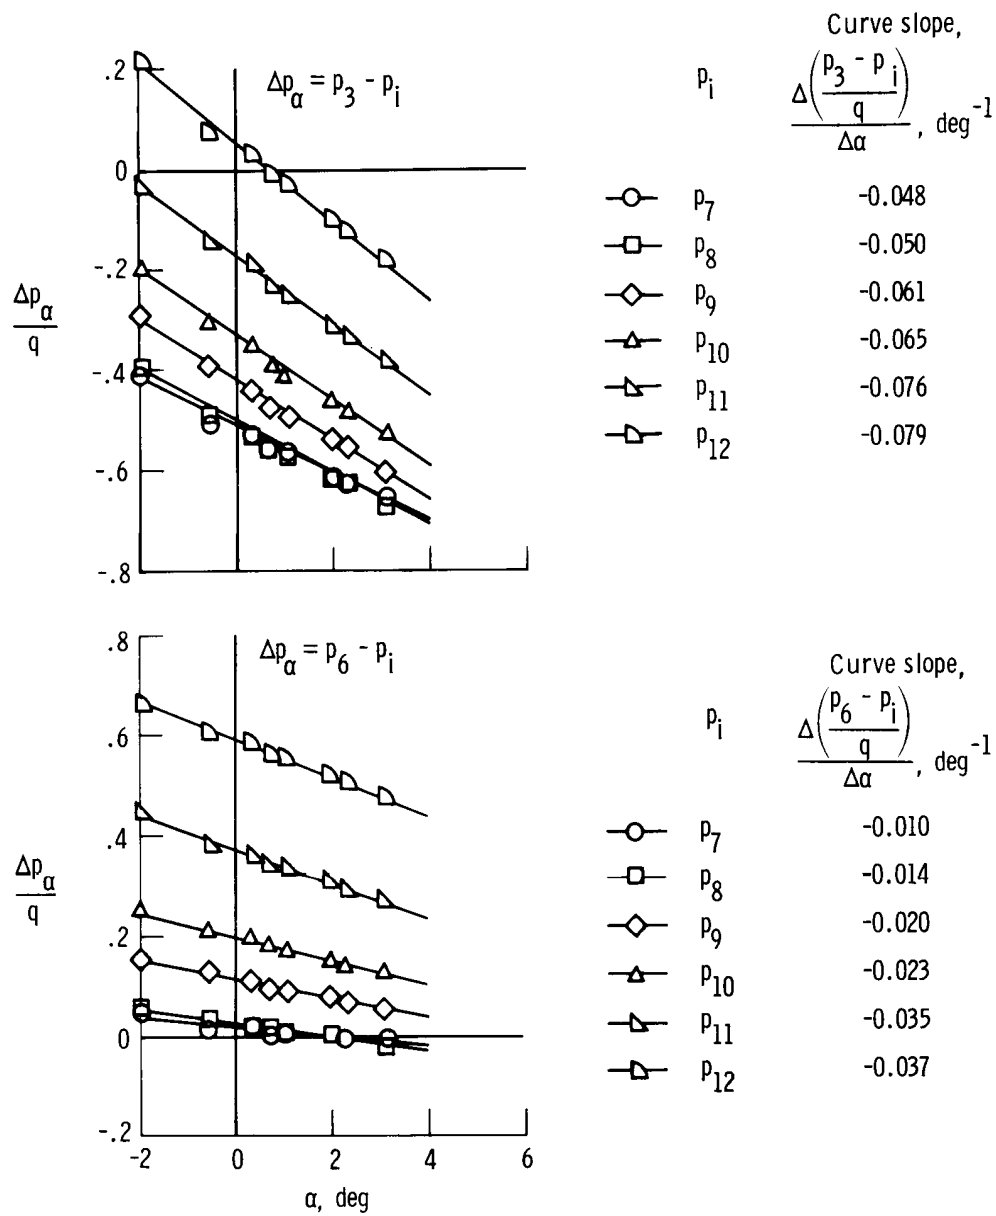 Δp_α = p_3 - p_i
.2
0
-.2
-.4
-.6
-.8
Δp_α
q
p_i
Curve slope,
Δ(p_3 - p_i / q) / Δα, deg^-1
p_7 -0.048
p_8 -0.050
p_9 -0.061
p_10 -0.065
p_11 -0.076
p_12 -0.079
Δp_α = p_6 - p_i
.8
.6
.4
.2
0
-.2
Δp_α
q
-2 0 2 4 6
α, deg
p_i
Curve slope,
Δ(p_6 - p_i / q) / Δα, deg^-1
p_7 -0.010
p_8 -0.014
p_9 -0.020
p_10 -0.023
p_11 -0.035
p_12 -0.037